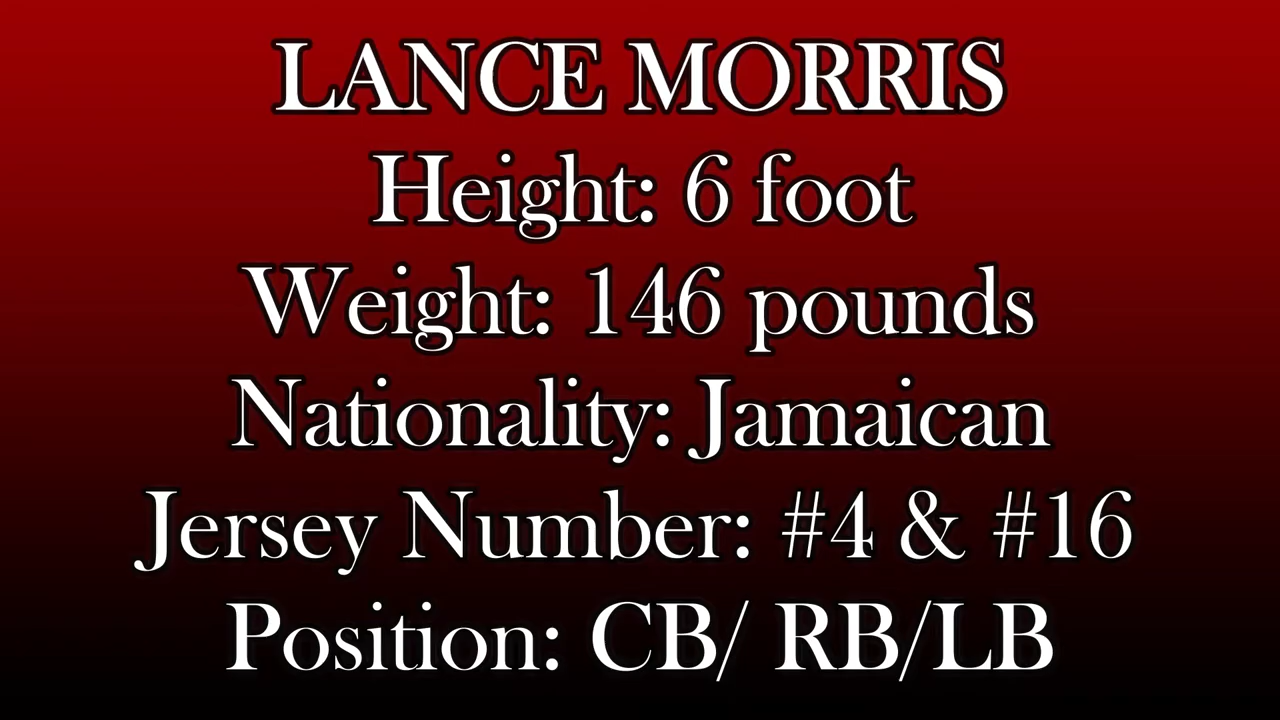 LANCE MORRIS
Height: 6 foot
Weight: 146 pounds
Nationality: Jamaican
Jersey Number: #4 & #16
Position: CB/ RB/LB